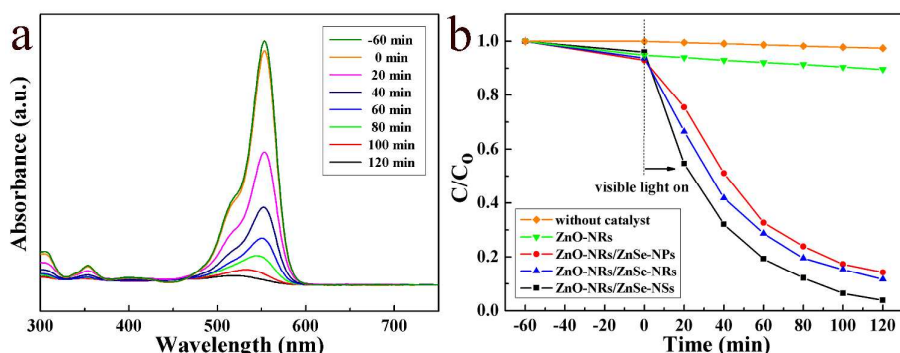 a
Absorbance (a.u.)
-60 min
0 min
20 min
40 min
60 min
80 min
100 min
120 min
300
400
500
600
700
Wavelength (nm)
b
C/Co
1.0
0.8
0.6
0.4
0.2
0.0
visible light on
without catalyst
ZnO-NRs
ZnO-NRs/ZnSe-NPs
ZnO-NRs/ZnSe-NRs
ZnO-NRs/ZnSe-NSs
-60 -40 -20 0 20 40 60 80 100 120
Time (min)